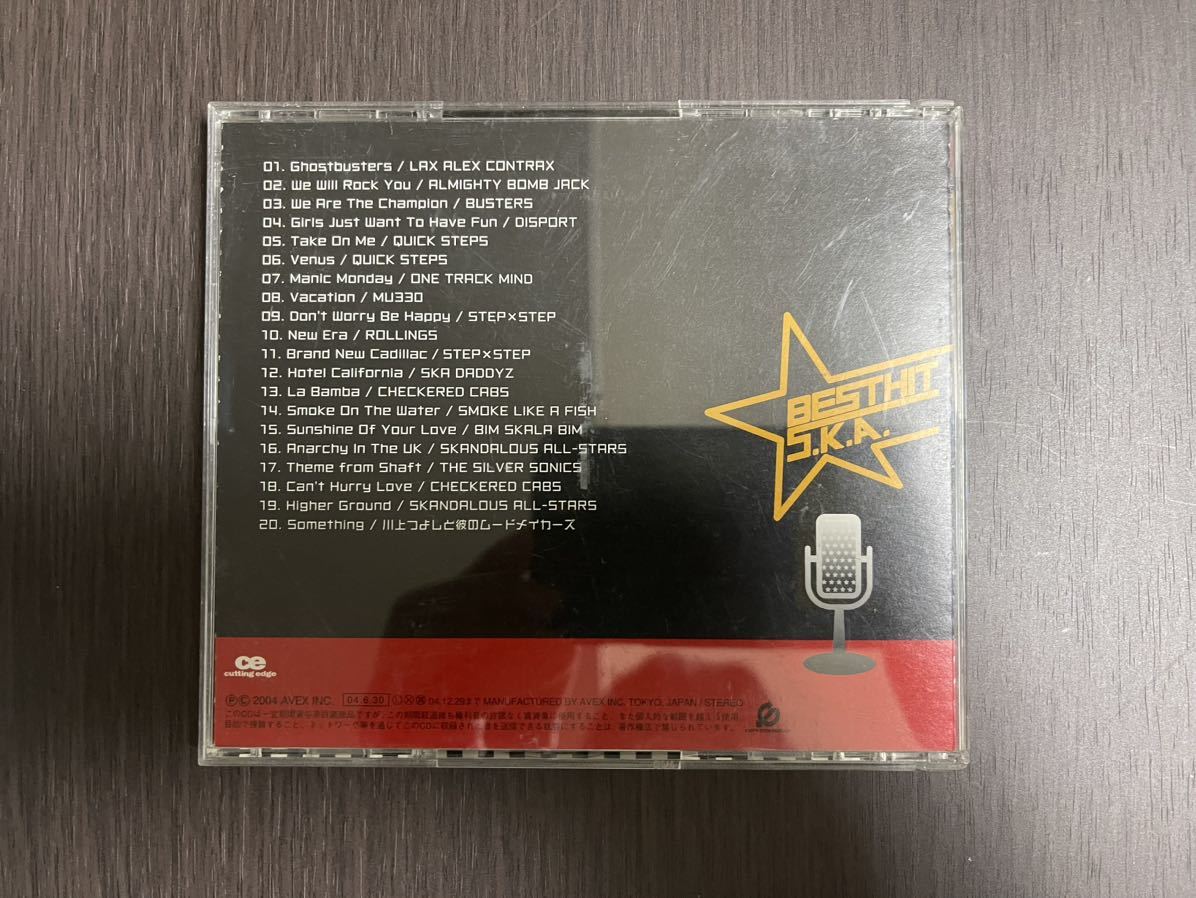 01. Ghostbusters / LAX ALEX CONTRAX
02. We Will Rock You / ALMIGHTY BOMB JACK
03. We Are The Champion / BUSTERS
04. Girls Just Want To Have Fun / DISPORT
05. Take On Me / QUICK STEPS
06. Venus / QUICK STEPS
07. Manic Monday / ONE TRACK MIND
08. Vacation / MU330
09. Don't Worry Be Happy / STEP×STEP
10. New Era / ROLLINGS
11. Brand New Cadillac / STEP×STEP
12. Hotel California / SKA DADDYZ
13. La Bamba / CHECKERED CABS
14. Smoke On The Water / SMOKE LIKE A FISH
15. Sunshine Of Your Love / BIM SKALA BIM
16. Anarchy In The UK / SKANDALOUS ALL-STARS
17. Theme from Shaft / THE SILVER SONICS
18. Can't Hurry Love / CHECKERED CABS
19. Higher Ground / SKANDALOUS ALL-STARS
20. Something / 川上つよしと彼のムードメイカーズ
BESTHIT
S.K.A.
ce
cutting edge
ⓅⒸ 2004 AVEX INC. 04.6.30 04.12.29まで MANUFACTURED BY AVEX INC. TOKYO, JAPAN / STEREO